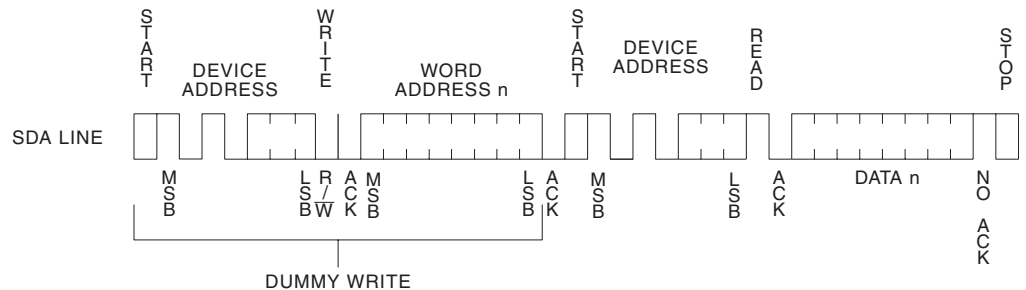 START
WRITE
START
READ
STOP
DEVICE
ADDRESS
WORD
ADDRESS n
DEVICE
ADDRESS
SDA LINE
MSB
LSB
R/W
ACK
MSB
LSB
ACK
MSB
LSB
ACK
DATA n
NO ACK
DUMMY WRITE